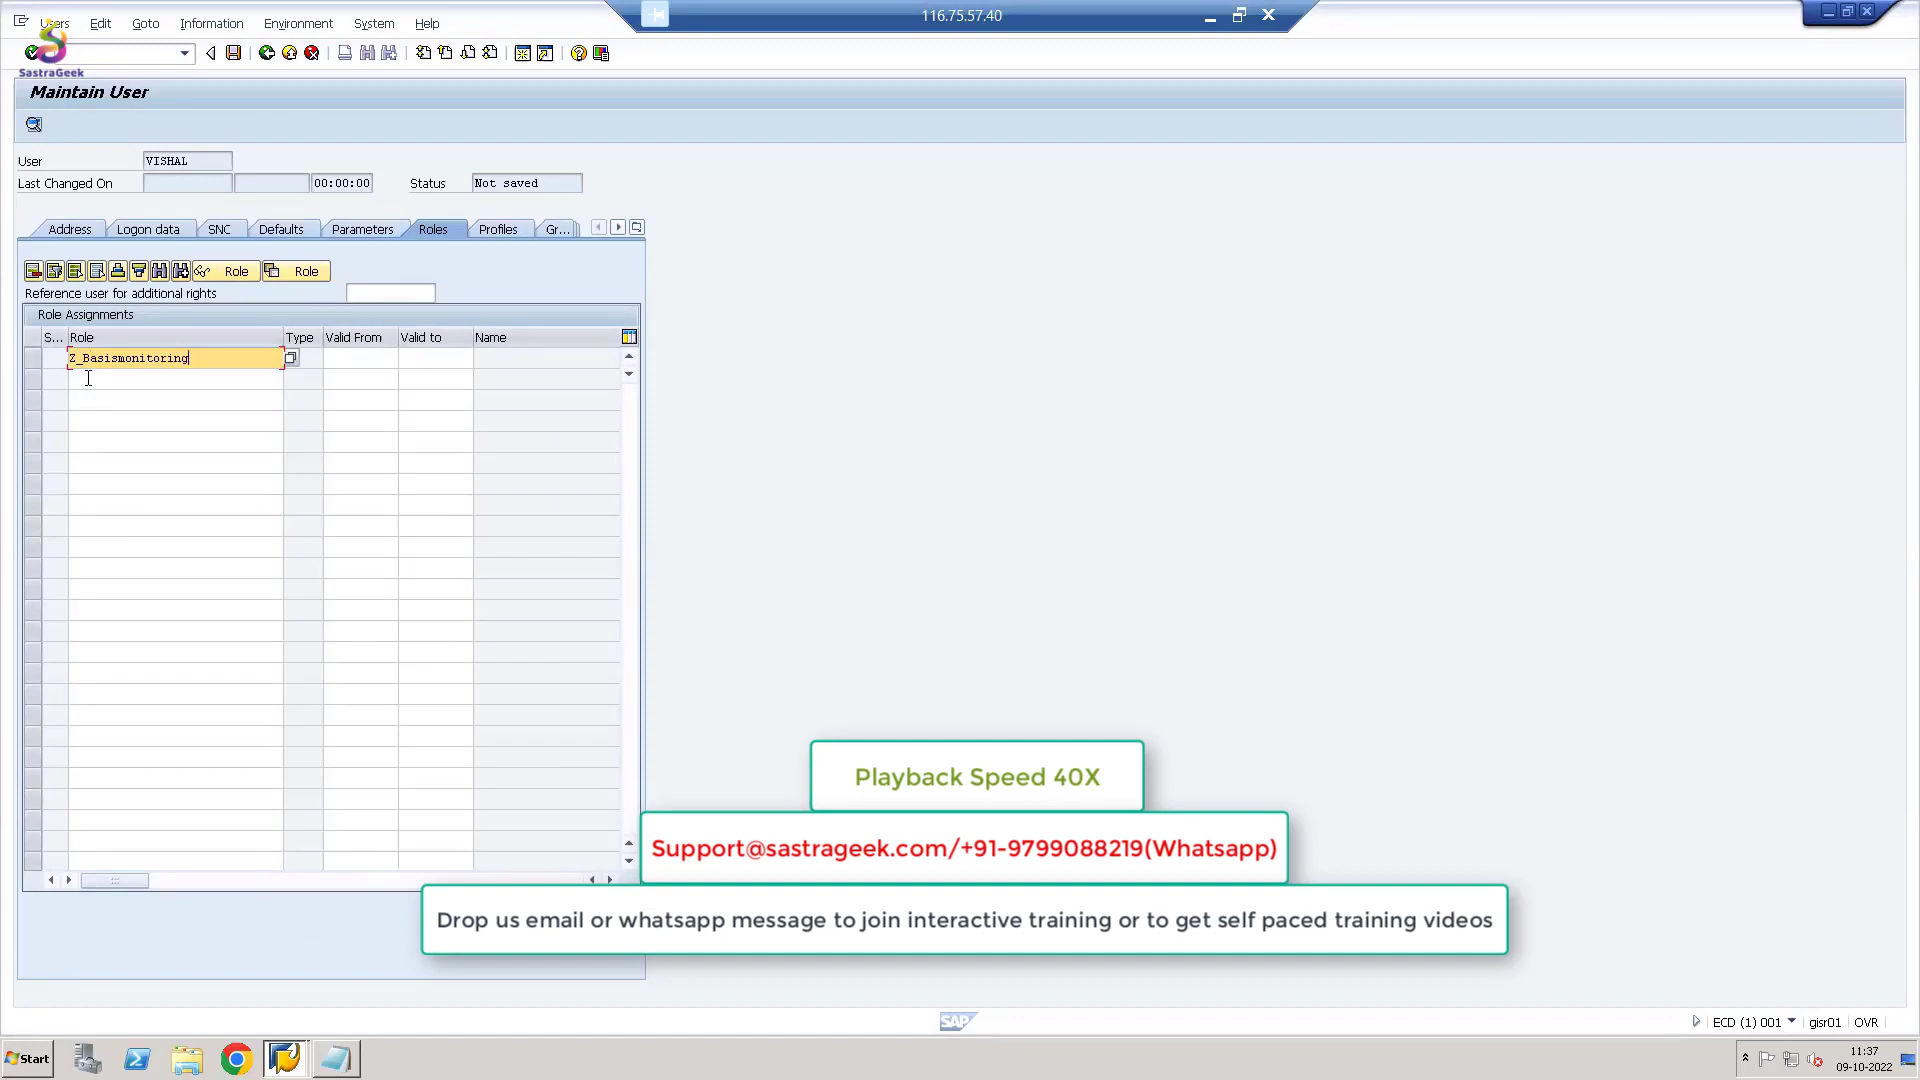 116.75.57.40
Users Edit Goto Information Environment System Help
SastraGeek
Maintain User
User VISHAL
Last Changed On 00:00:00 Status Not saved
Address Logon data SNC Defaults Parameters Roles Profiles Gr...
Role Role
Reference user for additional rights
Role Assignments
S... Role Type Valid From Valid to Name
Z_Basismonitoring
Playback Speed 40X
Support@sastrageek.com/+91-9799088219(Whatsapp)
Drop us email or whatsapp message to join interactive training or to get self paced training videos
SAP
ECD (1) 001 gisr01 OVR
Start
11:37
09-10-2022